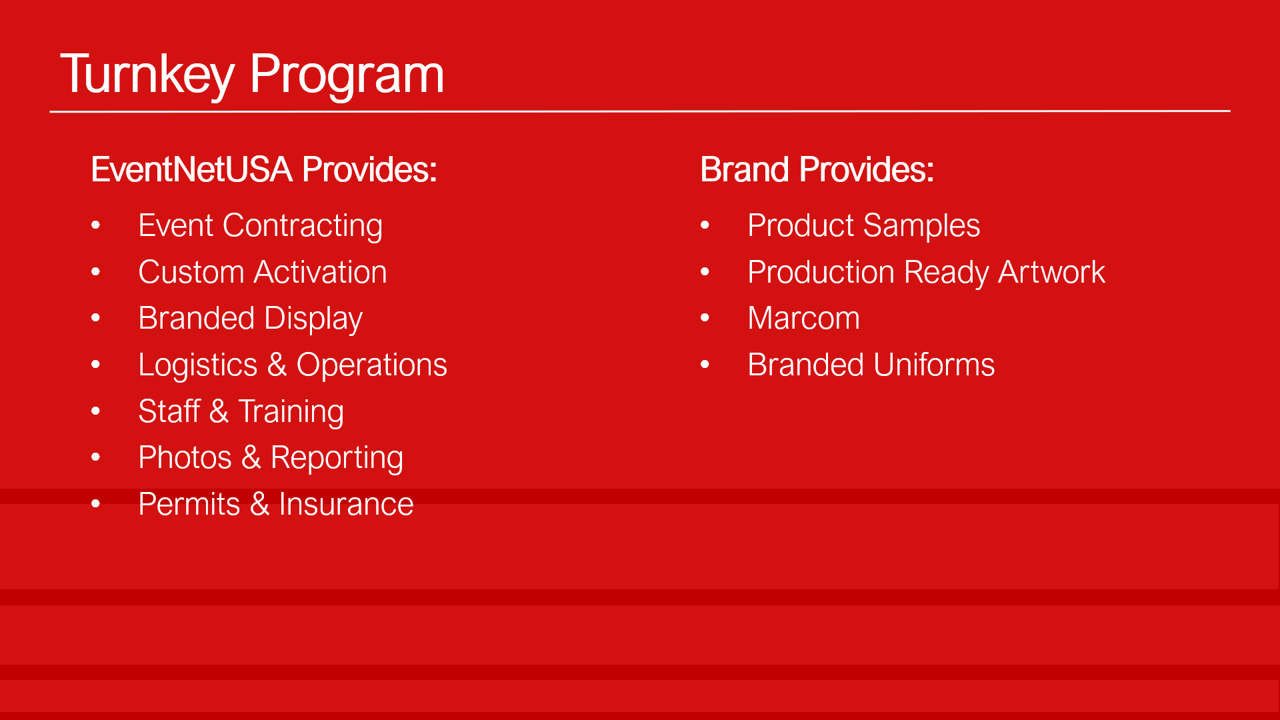 Turnkey Program
EventNetUSA Provides:
• Event Contracting
• Custom Activation
• Branded Display
• Logistics & Operations
• Staff & Training
• Photos & Reporting
• Permits & Insurance
Brand Provides:
• Product Samples
• Production Ready Artwork
• Marcom
• Branded Uniforms